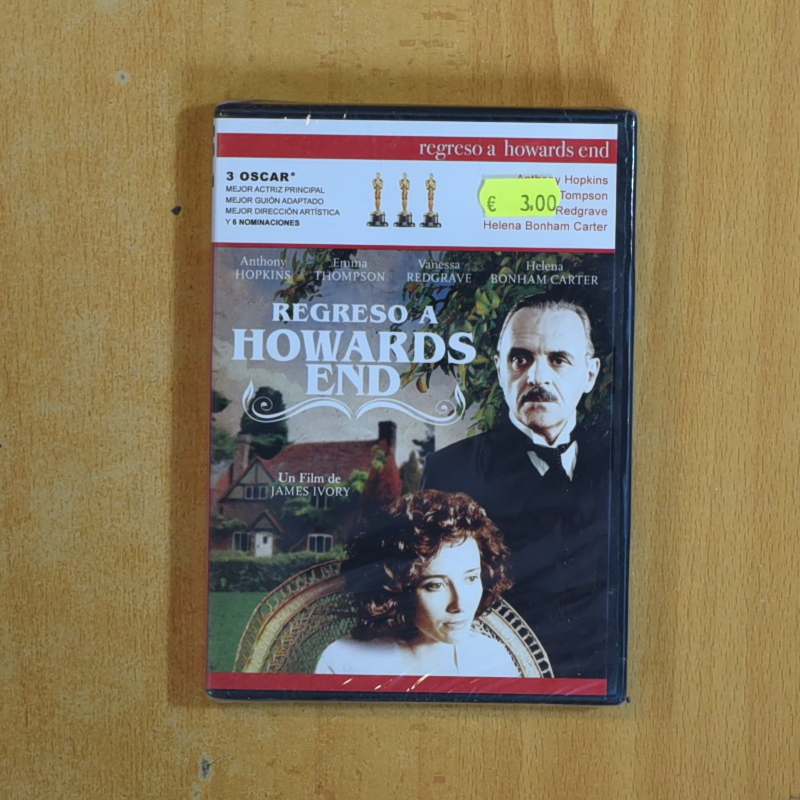 regreso a howards end
3 OSCAR*
MEJOR ACTRIZ PRINCIPAL
MEJOR GUIÓN ADAPTADO
MEJOR DIRECCIÓN ARTÍSTICA
Y 6 NOMINACIONES
Hopkins
Tompson
Redgrave
Helena Bonham Carter
€ 3.00
Anthony HOPKINS
Emma THOMPSON
Vanessa REDGRAVE
Helena BONHAM CARTER
REGRESO A
HOWARDS
END
Un Film de
JAMES IVORY